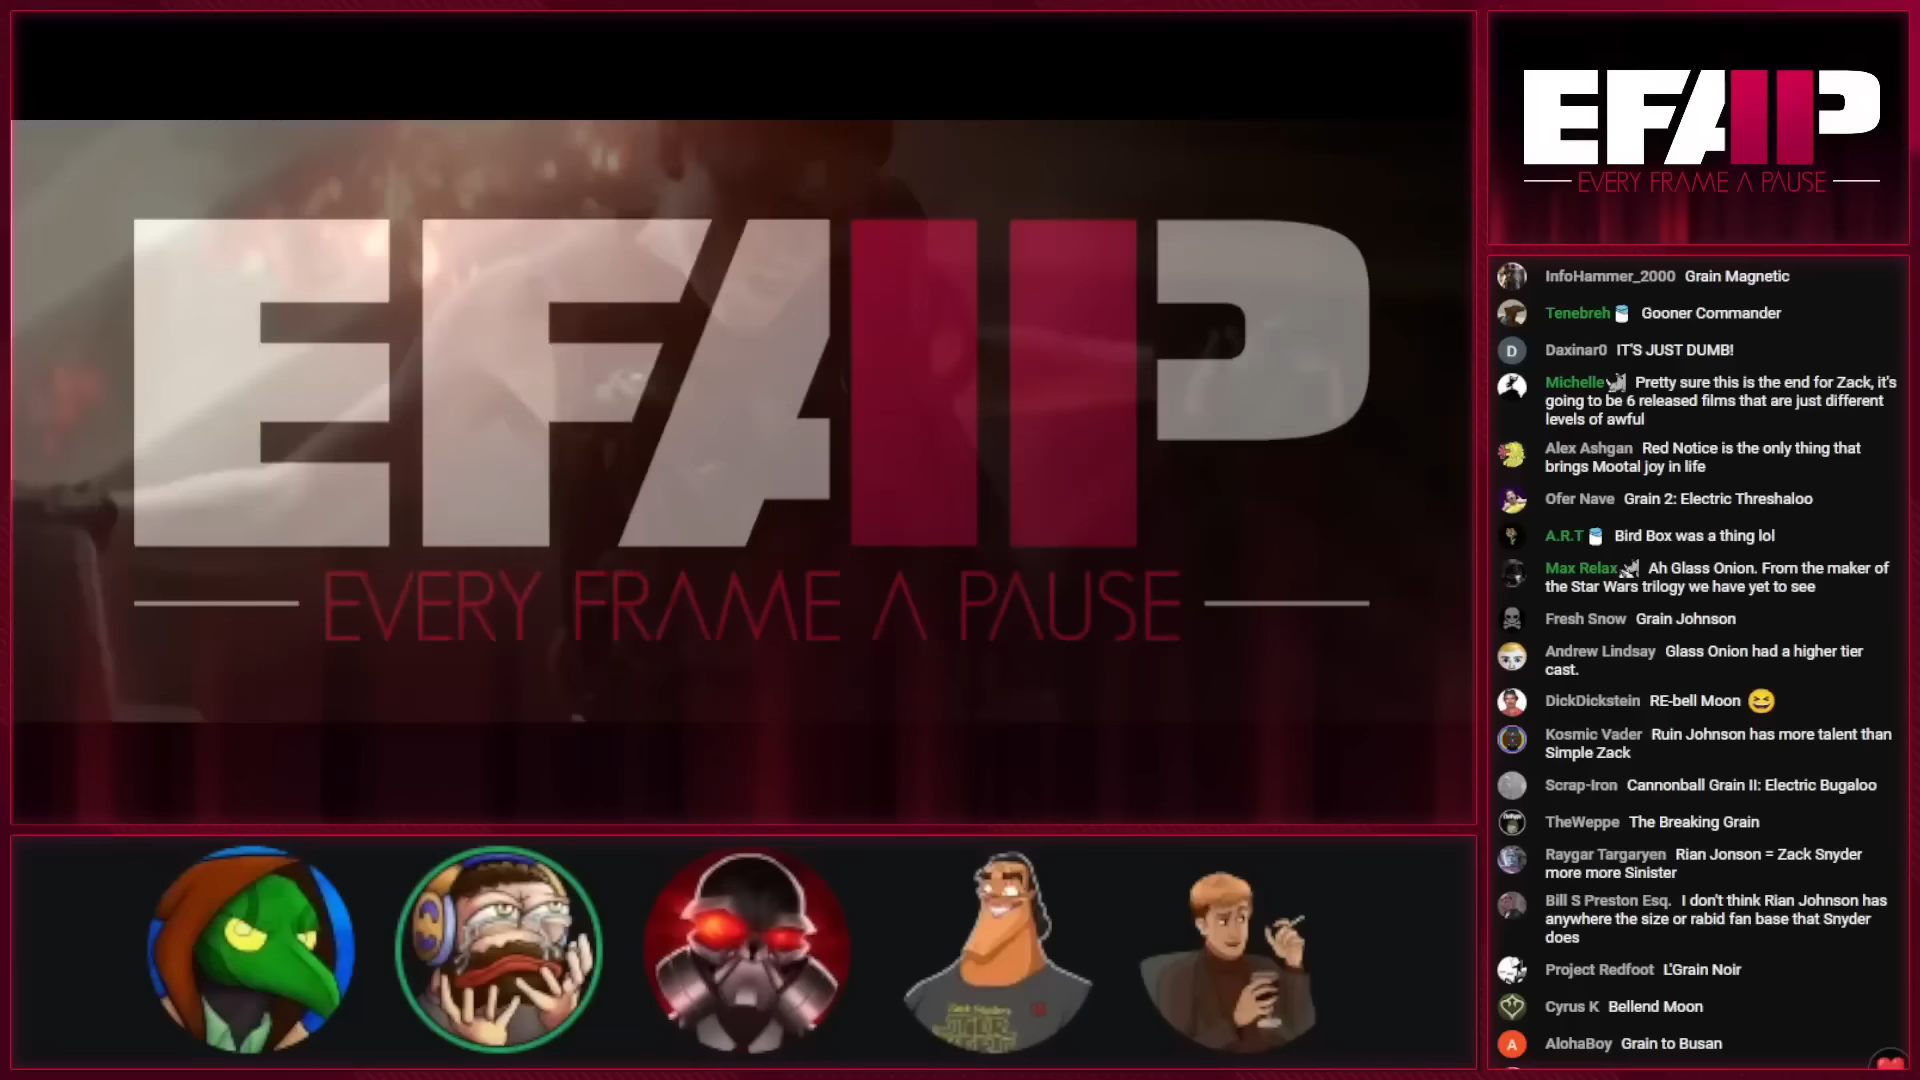 EFAP
EVERY FRAME A PAUSE
EFAP
EVERY FRAME A PAUSE
InfoHammer_2000 Grain Magnetic
Tenebreh Gooner Commander
D Daxinar0 IT'S JUST DUMB!
Michelle Pretty sure this is the end for Zack, it's
going to be 6 released films that are just different
levels of awful
Alex Ashgan Red Notice is the only thing that
brings Mootal joy in life
Ofer Nave Grain 2: Electric Threshaloo
A.R.T Bird Box was a thing lol
Max Relax Ah Glass Onion. From the maker of
the Star Wars trilogy we have yet to see
Fresh Snow Grain Johnson
Andrew Lindsay Glass Onion had a higher tier
cast.
DickDickstein RE-bell Moon
Kosmic Vader Ruin Johnson has more talent than
Simple Zack
Scrap-Iron Cannonball Grain II: Electric Bugaloo
TheWeppe The Breaking Grain
Raygar Targaryen Rian Jonson = Zack Snyder
more more Sinister
Bill S Preston Esq. I don't think Rian Johnson has
anywhere the size or rabid fan base that Snyder
does
Project Redfoot L'Grain Noir
Cyrus K Bellend Moon
A AlohaBoy Grain to Busan